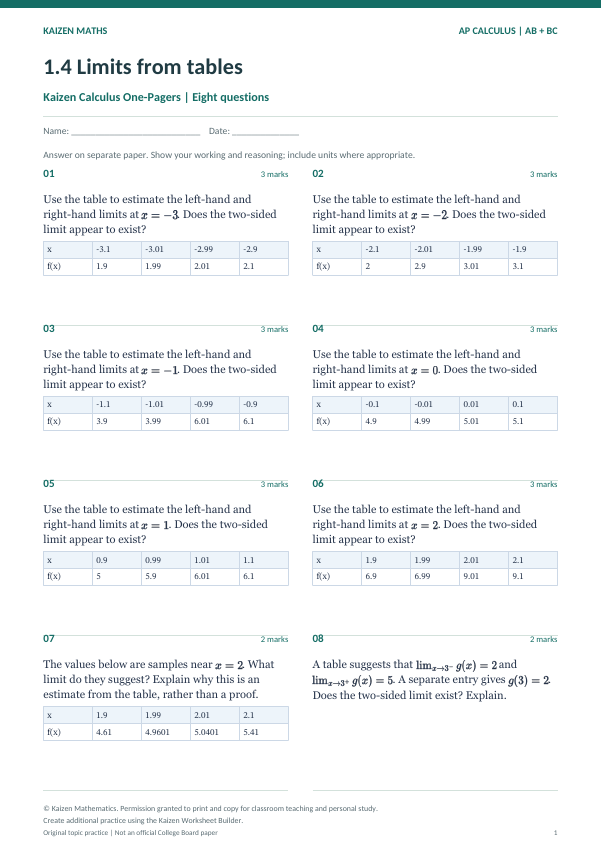 KAIZEN MATHS
AP CALCULUS | AB + BC
1.4 Limits from tables
Kaizen Calculus One-Pagers | Eight questions
Name: ____________________________ Date: ______________
Answer on separate paper. Show your working and reasoning; include units where appropriate.
01 3 marks
Use the table to estimate the left-hand and
right-hand limits at x = −3. Does the two-sided
limit appear to exist?
x -3.1 -3.01 -2.99 -2.9
f(x) 1.9 1.99 2.01 2.1
02 3 marks
Use the table to estimate the left-hand and
right-hand limits at x = −2. Does the two-sided
limit appear to exist?
x -2.1 -2.01 -1.99 -1.9
f(x) 2 2.9 3.01 3.1
03 3 marks
Use the table to estimate the left-hand and
right-hand limits at x = −1. Does the two-sided
limit appear to exist?
x -1.1 -1.01 -0.99 -0.9
f(x) 3.9 3.99 6.01 6.1
04 3 marks
Use the table to estimate the left-hand and
right-hand limits at x = 0. Does the two-sided
limit appear to exist?
x -0.1 -0.01 0.01 0.1
f(x) 4.9 4.99 5.01 5.1
05 3 marks
Use the table to estimate the left-hand and
right-hand limits at x = 1. Does the two-sided
limit appear to exist?
x 0.9 0.99 1.01 1.1
f(x) 5 5.9 6.01 6.1
06 3 marks
Use the table to estimate the left-hand and
right-hand limits at x = 2. Does the two-sided
limit appear to exist?
x 1.9 1.99 2.01 2.1
f(x) 6.9 6.99 9.01 9.1
07 2 marks
The values below are samples near x = 2. What
limit do they suggest? Explain why this is an
estimate from the table, rather than a proof.
x 1.9 1.99 2.01 2.1
f(x) 4.61 4.9601 5.0401 5.41
08 2 marks
A table suggests that lim x→3⁻ g(x) = 2 and
lim x→3⁺ g(x) = 5. A separate entry gives g(3) = 2.
Does the two-sided limit exist? Explain.
© Kaizen Mathematics. Permission granted to print and copy for classroom teaching and personal study.
Create additional practice using the Kaizen Worksheet Builder.
Original topic practice | Not an official College Board paper
1